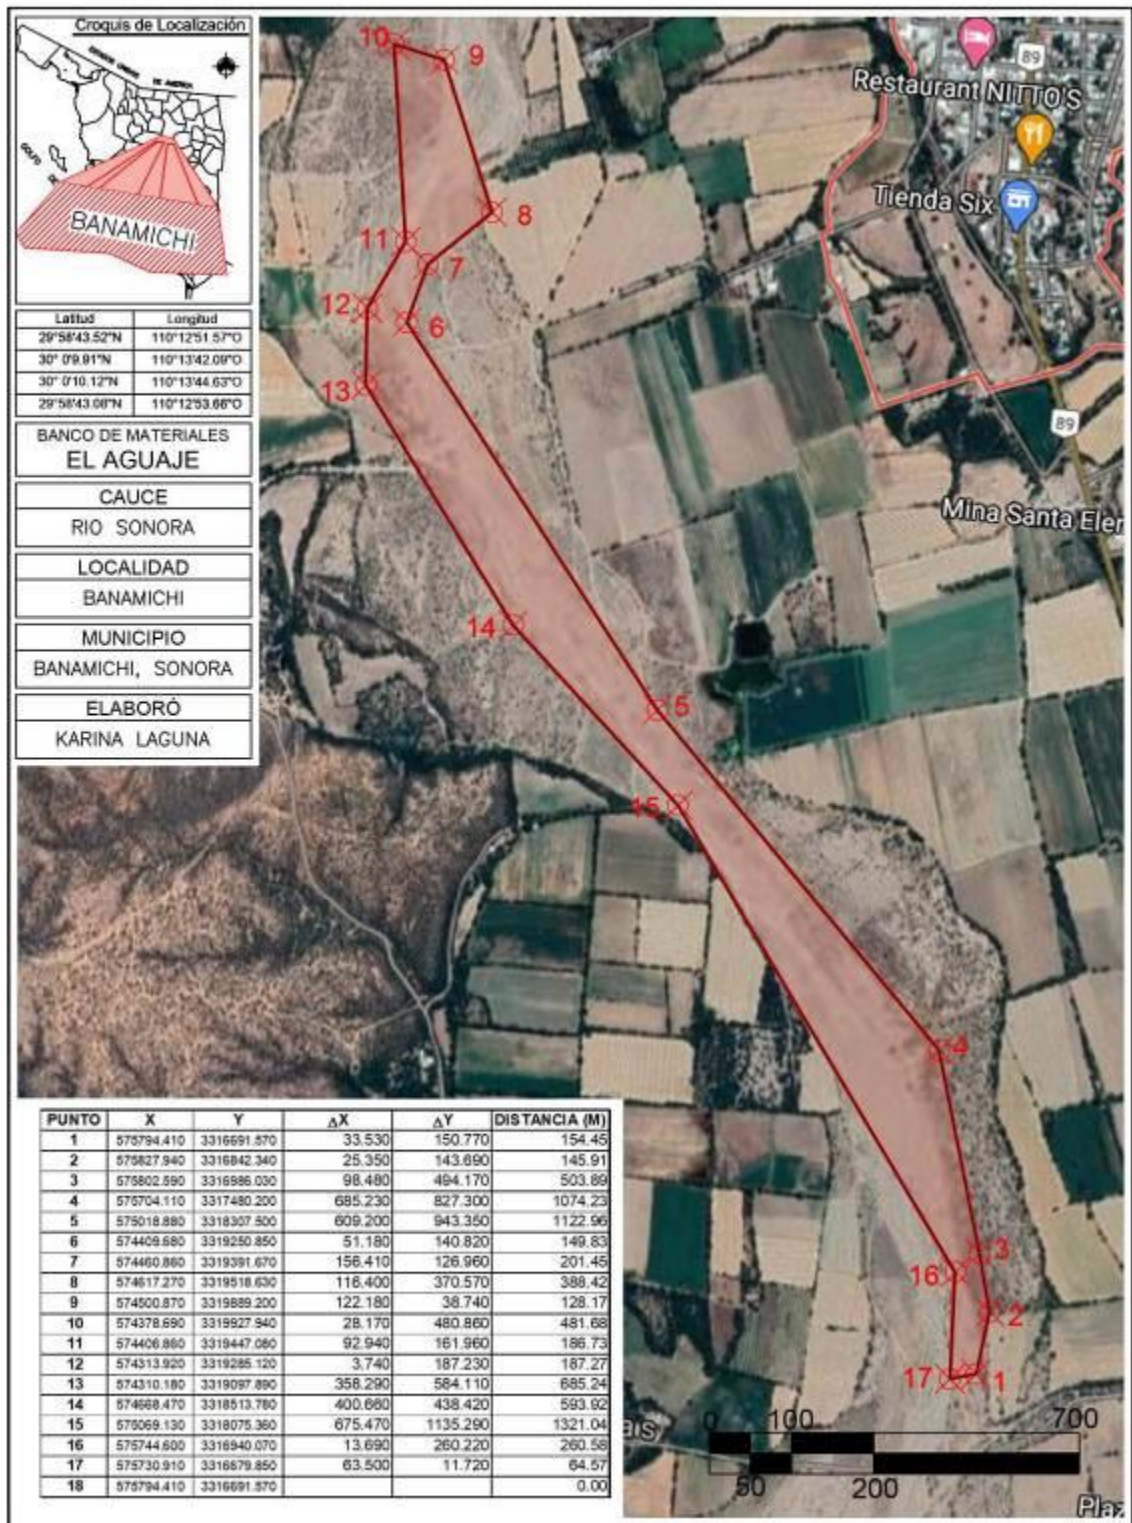 Croquis de Localización
ESTADOS UNIDOS DE AMERICA
GOLFO
BANAMICHI
Latitud Longitud
29°58'43.52"N 110°12'51.57"O
30° 0'9.91"N 110°13'42.09"O
30° 0'10.12"N 110°13'44.63"O
29°58'43.08"N 110°12'53.66"O
BANCO DE MATERIALES
EL AGUAJE
CAUCE
RIO SONORA
LOCALIDAD
BANAMICHI
MUNICIPIO
BANAMICHI, SONORA
ELABORÓ
KARINA LAGUNA
10
9
89
Restaurant NITTO'S
Tienda Six
8
11
7
12
6
13
89
Mina Santa Eler
14
5
15
4
3
16
2
17
1
as
0 100 700
50 200
Plaz
PUNTO X Y ΔX ΔY DISTANCIA (M)
1 575794.410 3316691.570 33.530 150.770 154.45
2 575827.940 3316842.340 25.350 143.690 145.91
3 575802.590 3316986.030 98.480 494.170 503.89
4 575704.110 3317480.200 685.230 827.300 1074.23
5 575018.880 3318307.500 609.200 943.350 1122.96
6 574409.680 3319250.850 51.180 140.820 149.83
7 574460.860 3319391.670 156.410 126.960 201.45
8 574617.270 3319518.630 116.400 370.570 388.42
9 574500.870 3319889.200 122.180 38.740 128.17
10 574378.690 3319927.940 28.170 480.860 481.68
11 574406.860 3319447.080 92.940 161.960 186.73
12 574313.920 3319285.120 3.740 187.230 187.27
13 574310.180 3319097.890 358.290 584.110 685.24
14 574668.470 3318513.780 400.660 438.420 593.92
15 575069.130 3318075.360 675.470 1135.290 1321.04
16 575744.600 3316940.070 13.690 260.220 260.58
17 575730.910 3316679.850 63.500 11.720 64.57
18 575794.410 3316691.570 0.00